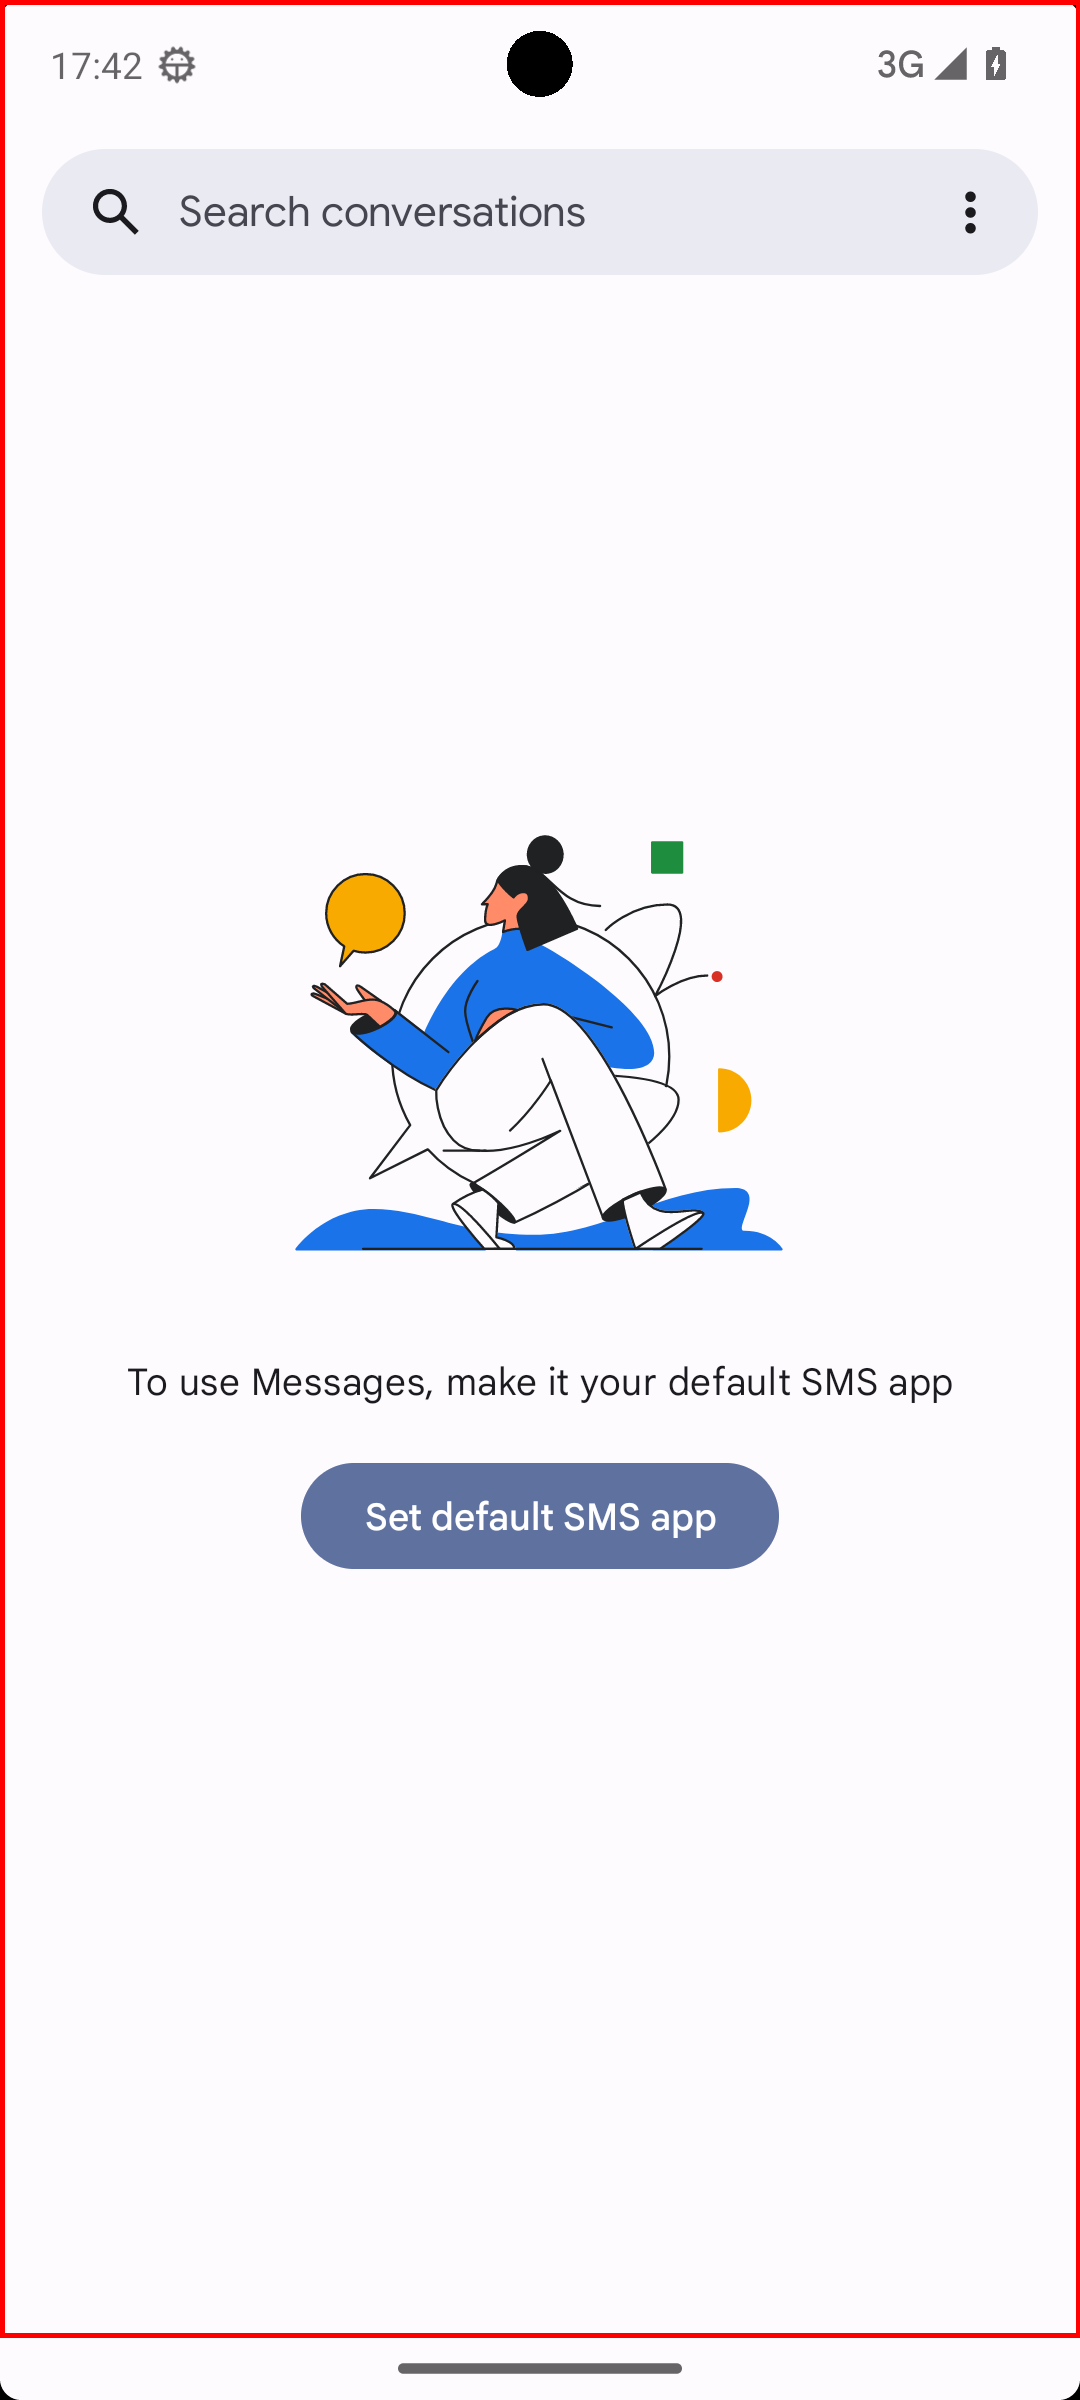 17:42
3G
Search conversations
To use Messages, make it your default SMS app
Set default SMS app